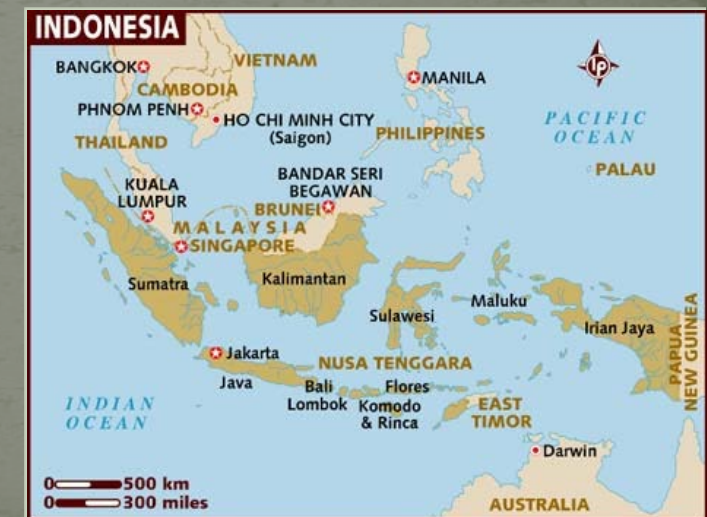 INDONESIA
BANGKOK
VIETNAM
CAMBODIA
PHNOM PENH
HO CHI MINH CITY
(Saigon)
THAILAND
MANILA
PHILIPPINES
lp
PACIFIC
OCEAN
PALAU
KUALA
LUMPUR
BANDAR SERI
BEGAWAN
BRUNEI
MALAYSIA
SINGAPORE
Sumatra
Kalimantan
Sulawesi
Maluku
Irian Jaya
PAPUA
NEW GUINEA
Jakarta
Java
NUSA TENGGARA
Bali
Lombok
Flores
Komodo
& Rinca
EAST
TIMOR
INDIAN
OCEAN
Darwin
AUSTRALIA
0 500 km
0 300 miles